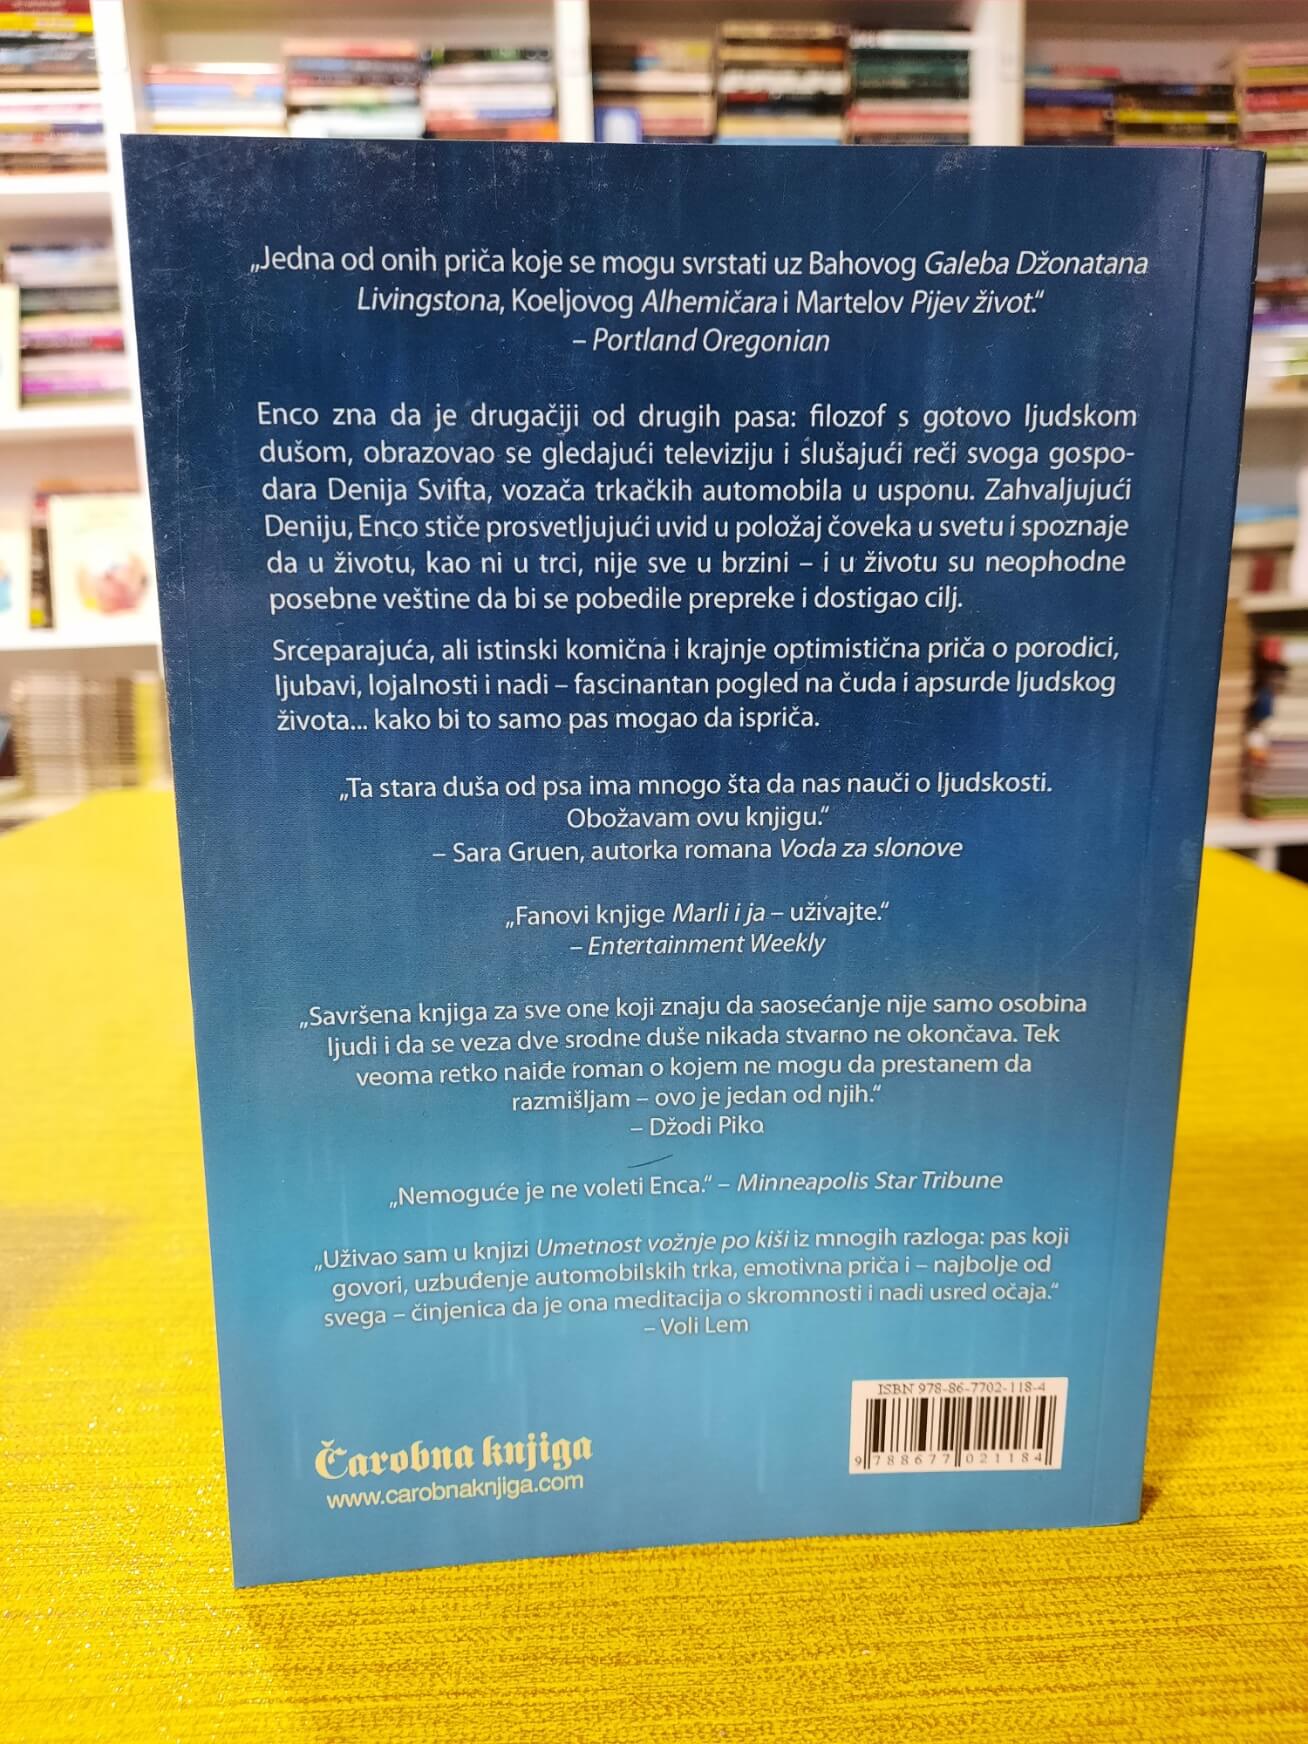 „Jedna od onih priča koje se mogu svrstati uz Bahovog Galeba Džonatana
Livingstona, Koeljovog Alhemičara i Martelov Pijev život.“
– Portland Oregonian
Enco zna da je drugačiji od drugih pasa: filozof s gotovo ljudskom
dušom, obrazovao se gledajući televiziju i slušajući reči svoga gospo-
dara Denija Svifta, vozača trkačkih automobila u usponu. Zahvaljujući
Deniju, Enco stiče prosvetljujući uvid u položaj čoveka u svetu i spoznaje
da u životu, kao ni u trci, nije sve u brzini – i u životu su neophodne
posebne veštine da bi se pobedile prepreke i dostigao cilj.
Srceparajuća, ali istinski komična i krajnje optimistična priča o porodici,
ljubavi, lojalnosti i nadi – fascinantan pogled na čuda i apsurde ljudskog
života... kako bi to samo pas mogao da ispriča.
„Ta stara duša od psa ima mnogo šta da nas nauči o ljudskosti.
Obožavam ovu knjigu.“
– Sara Gruen, autorka romana Voda za slonove
„Fanovi knjige Marli i ja – uživajte.“
– Entertainment Weekly
„Savršena knjiga za sve one koji znaju da saosećanje nije samo osobina
ljudi i da se veza dve srodne duše nikada stvarno ne okončava. Tek
veoma retko naiđe roman o kojem ne mogu da prestanem da
razmišljam – ovo je jedan od njih.“
– Džodi Piko
„Nemoguće je ne voleti Enca.“ – Minneapolis Star Tribune
„Uživao sam u knjizi Umetnost vožnje po kiši iz mnogih razloga: pas koji
govori, uzbuđenje automobilskih trka, emotivna priča i – najbolje od
svega – činjenica da je ona meditacija o skromnosti i nadi usred očaja.“
– Voli Lem
ISBN 978-86-7702-118-4
9 788677 021184
Čarobna knjiga
www.carobnaknjiga.com